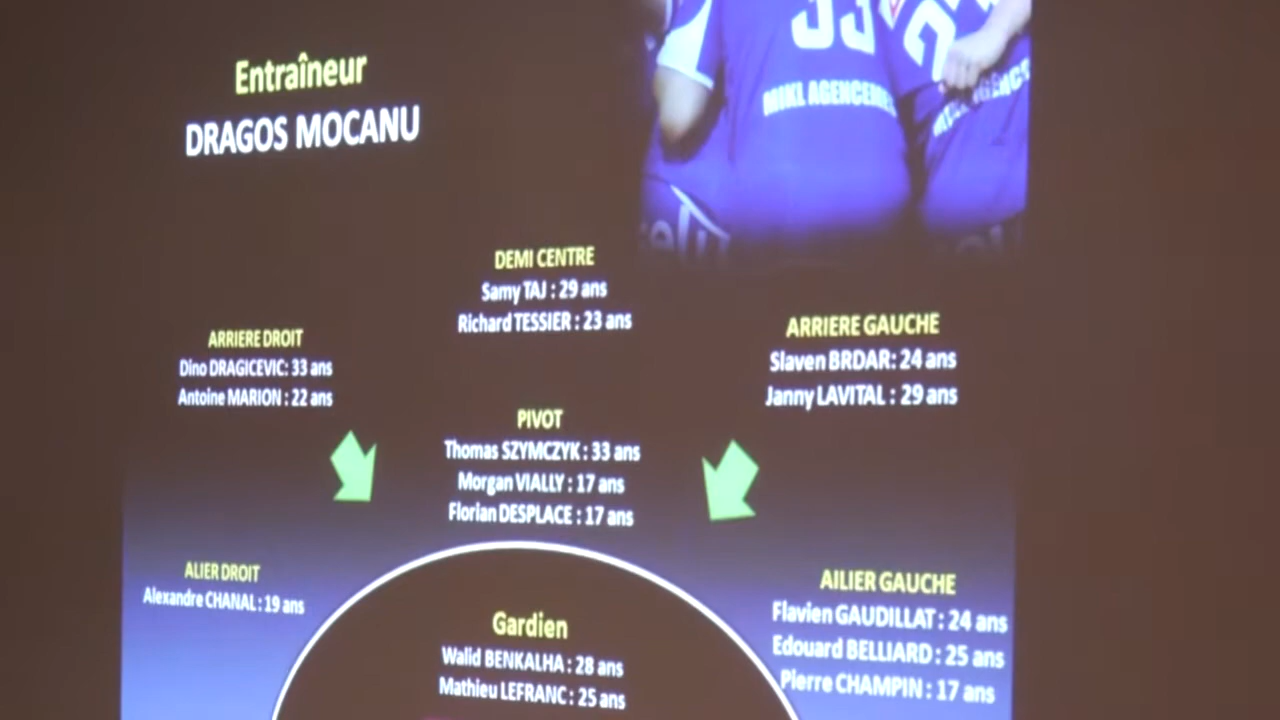 Entraîneur
DRAGOS MOCANU
33
MIKL AGENCEME
DEMI CENTRE
Samy TAJ : 29 ans
Richard TESSIER : 23 ans
ARRIERE DROIT
Dino DRAGICEVIC: 33 ans
Antoine MARION : 22 ans
ARRIERE GAUCHE
Slaven BRDAR: 24 ans
Janny LAVITAL : 29 ans
PIVOT
Thomas SZYMCZYK : 33 ans
Morgan VIALLY : 17 ans
Florian DESPLACE : 17 ans
ALIER DROIT
Alexandre CHANAL : 19 ans
AILIER GAUCHE
Flavien GAUDILLAT : 24 ans
Edouard BELLIARD : 25 ans
Pierre CHAMPIN : 17 ans
Gardien
Walid BENKALHA : 28 ans
Mathieu LEFRANC : 25 ans